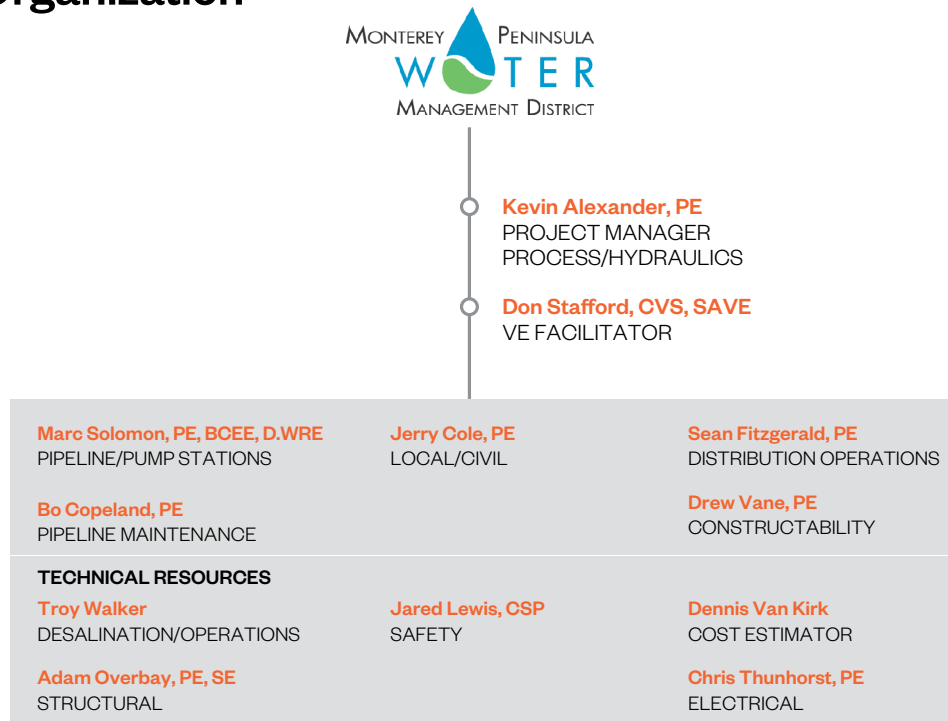 organization
MONTEREY PENINSULA
WATER
MANAGEMENT DISTRICT
Kevin Alexander, PE
PROJECT MANAGER
PROCESS/HYDRAULICS
Don Stafford, CVS, SAVE
VE FACILITATOR
Marc Solomon, PE, BCEE, D.WRE
PIPELINE/PUMP STATIONS
Bo Copeland, PE
PIPELINE MAINTENANCE
Jerry Cole, PE
LOCAL/CIVIL
Sean Fitzgerald, PE
DISTRIBUTION OPERATIONS
Drew Vane, PE
CONSTRUCTABILITY
TECHNICAL RESOURCES
Troy Walker
DESALINATION/OPERATIONS
Adam Overbay, PE, SE
STRUCTURAL
Jared Lewis, CSP
SAFETY
Dennis Van Kirk
COST ESTIMATOR
Chris Thunhorst, PE
ELECTRICAL